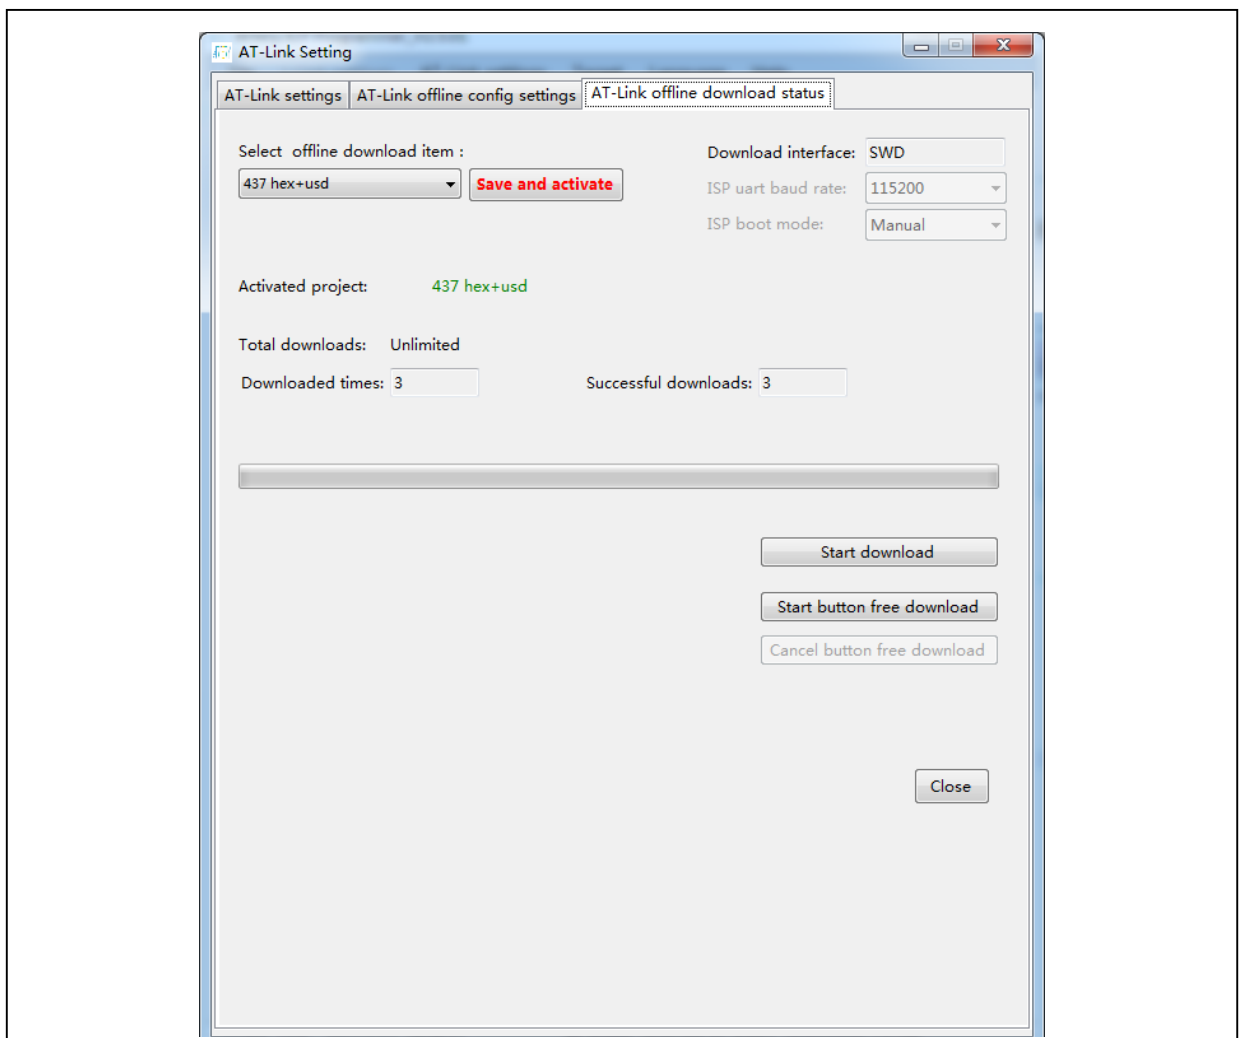 AT-Link Setting
AT-Link settings AT-Link offline config settings AT-Link offline download status
Select offline download item :
437 hex+usd Save and activate
Download interface: SWD
ISP uart baud rate: 115200
ISP boot mode: Manual
Activated project: 437 hex+usd
Total downloads: Unlimited
Downloaded times: 3 Successful downloads: 3
Start download
Start button free download
Cancel button free download
Close